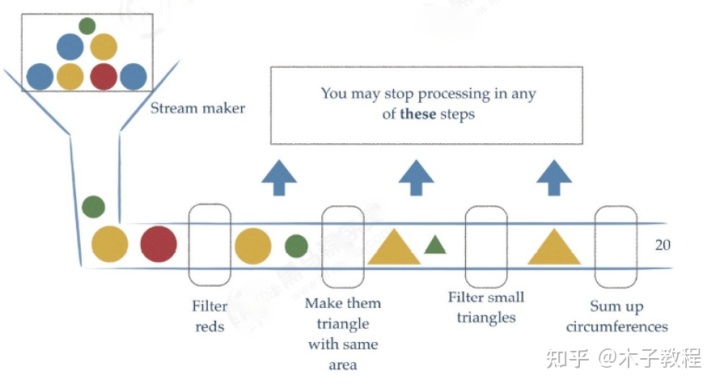 Stream maker
You may stop processing in any
of these steps
20
Filter
reds
Make them
triangle
with same
area
Filter small
triangles
Sum up
circumferences
知乎 @木子教程